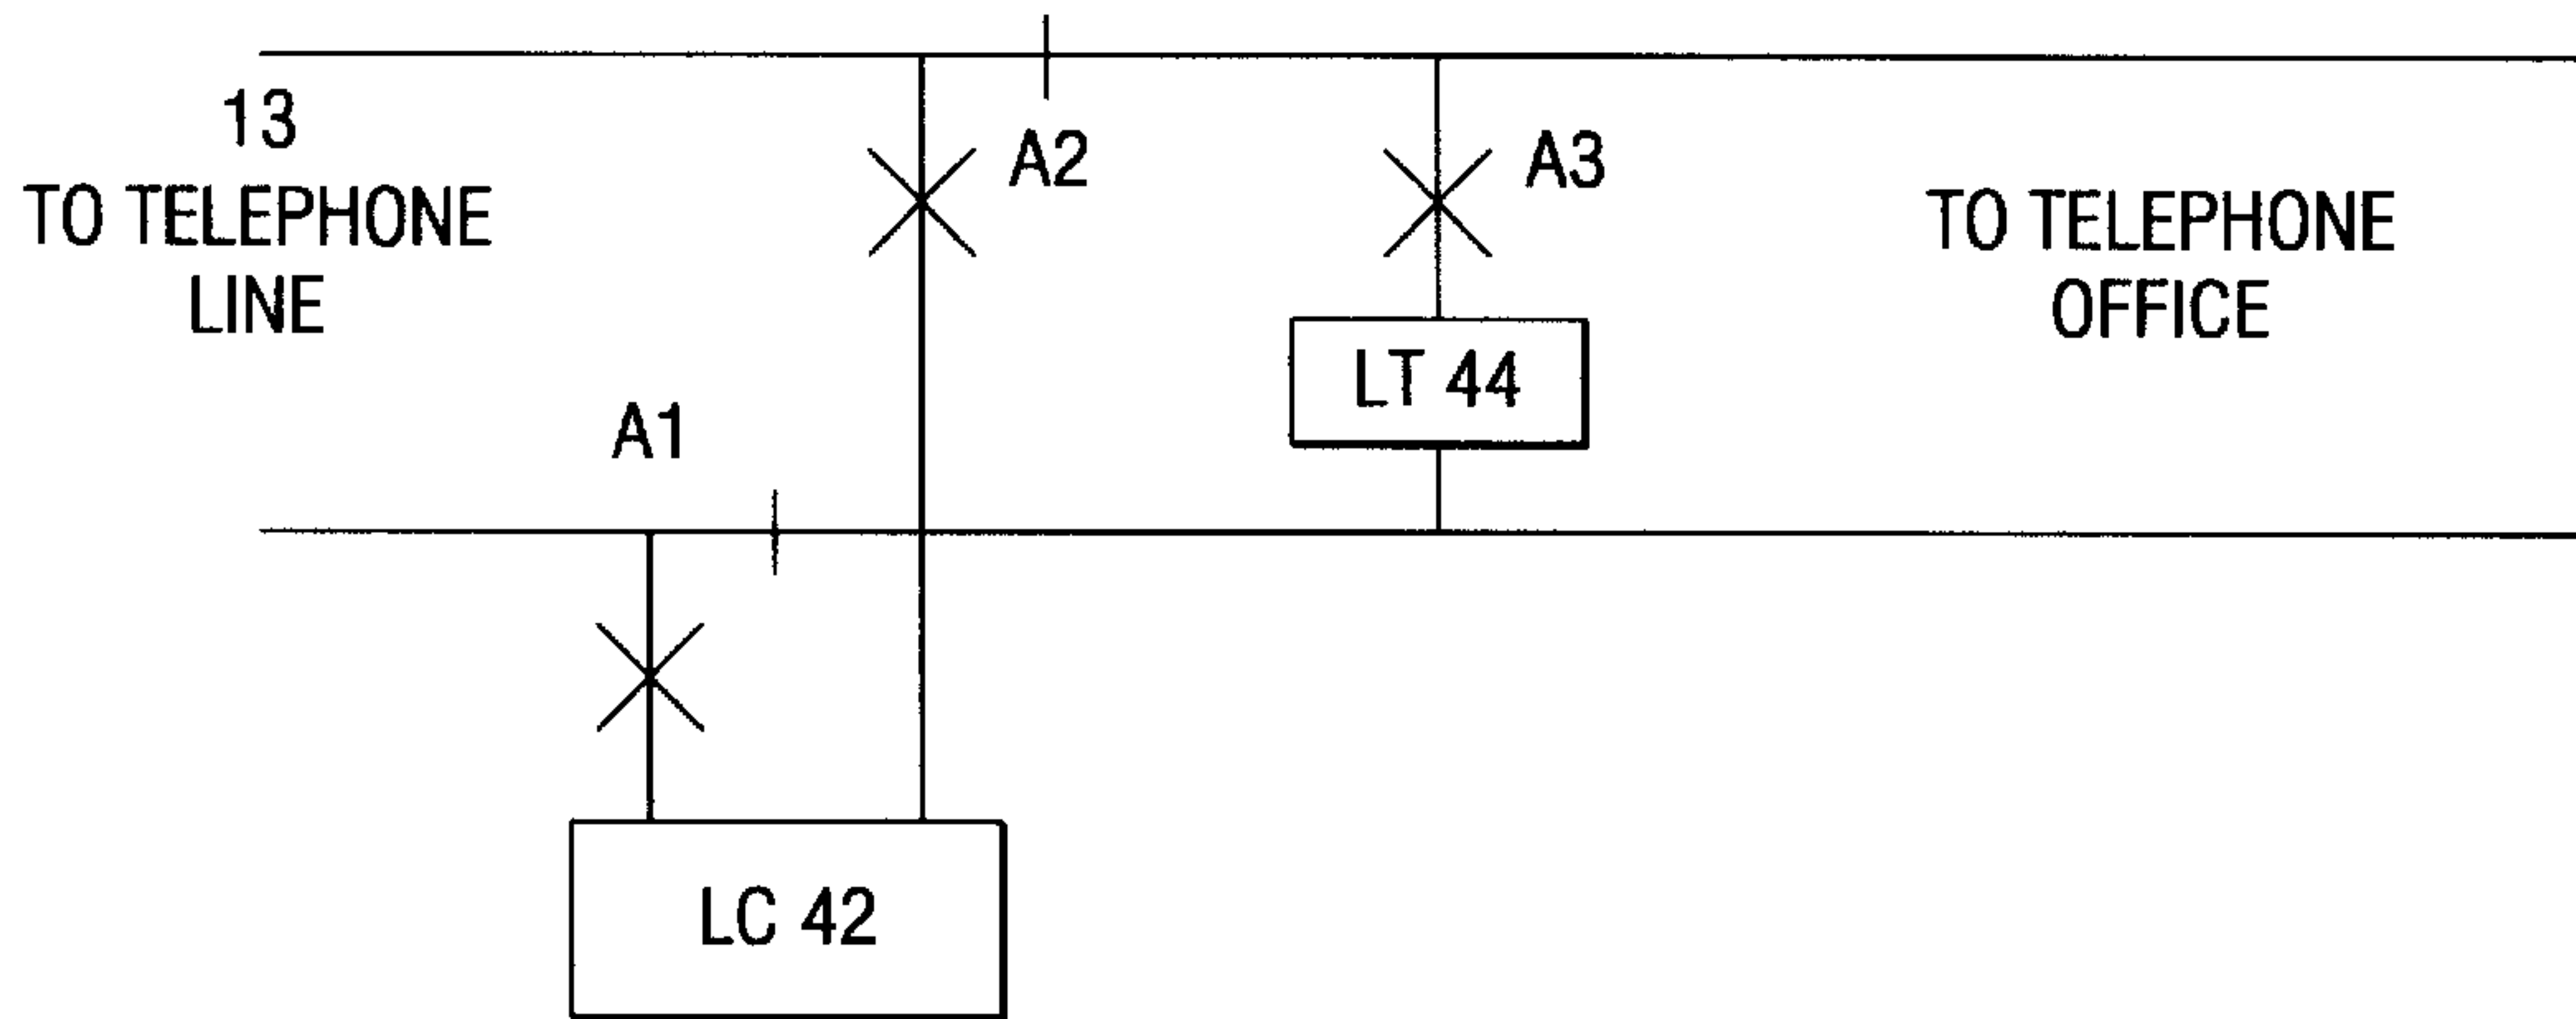 13
TO TELEPHONE
LINE
A2
A3
TO TELEPHONE
OFFICE
LT 44
A1
LC 42